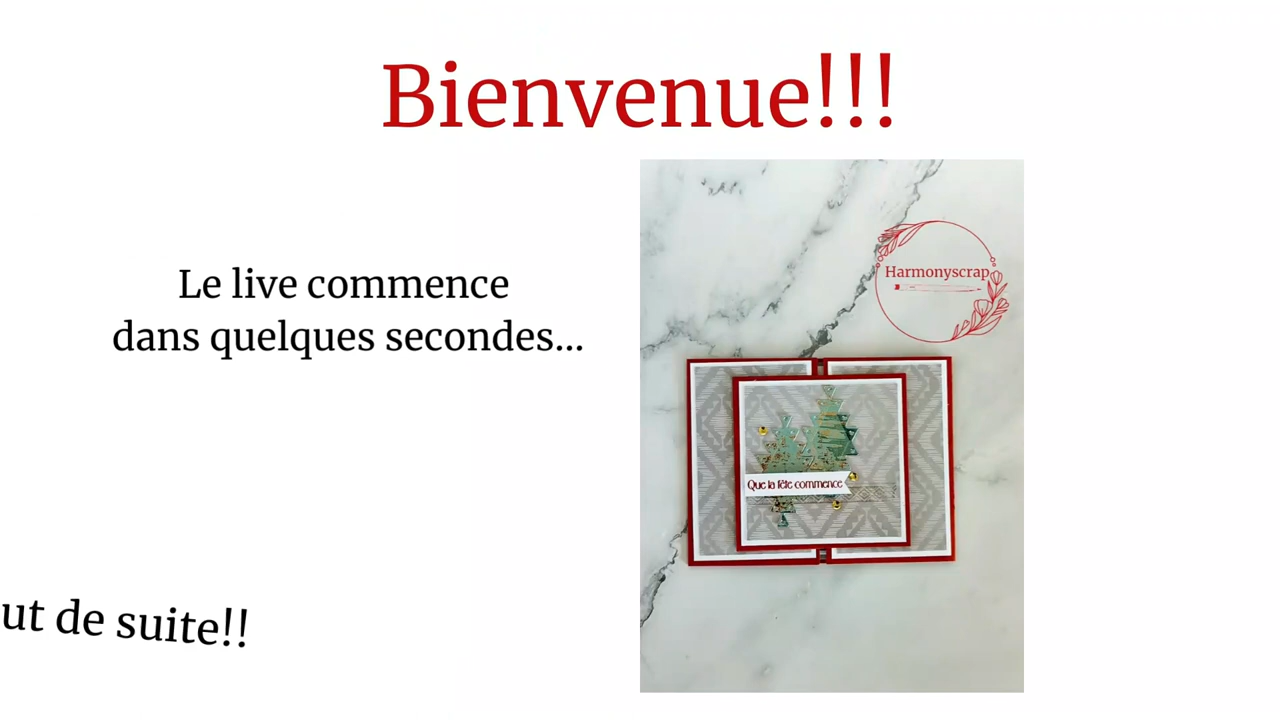 Bienvenue!!!
Le live commence
dans quelques secondes...
Harmonyscrap
Que la fête commence
ut de suite!!